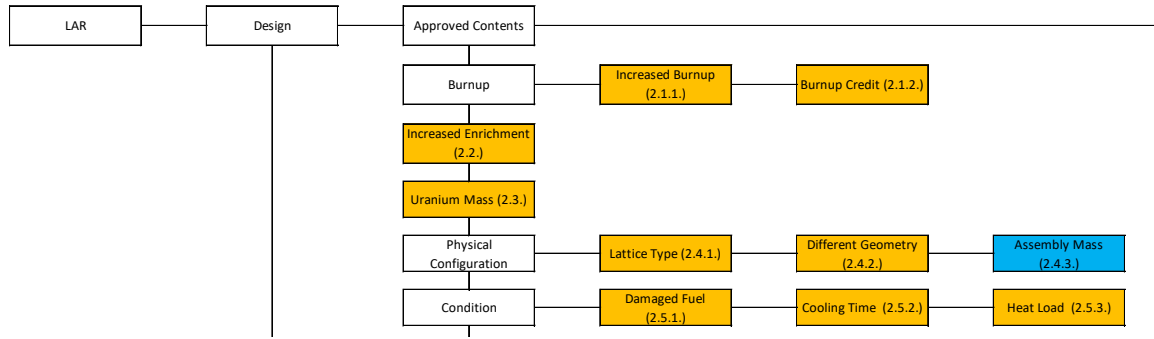 LAR
Design
Approved Contents
Burnup
Increased Burnup
(2.1.1.)
Burnup Credit (2.1.2.)
Increased Enrichment
(2.2.)
Uranium Mass (2.3.)
Physical
Configuration
Lattice Type (2.4.1.)
Different Geometry
(2.4.2.)
Assembly Mass
(2.4.3.)
Condition
Damaged Fuel
(2.5.1.)
Cooling Time (2.5.2.)
Heat Load (2.5.3.)